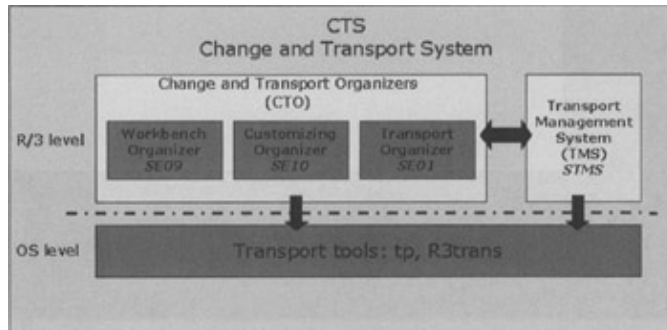 CTS
Change and Transport System
Change and Transport Organizers
(CTO)
Workbench
Organizer
SE09
Customizing
Organizer
SE10
Transport
Organizer
SE01
Transport
Management
System
(TMS)
STMS
R/3 level
OS level
Transport tools: tp, R3trans